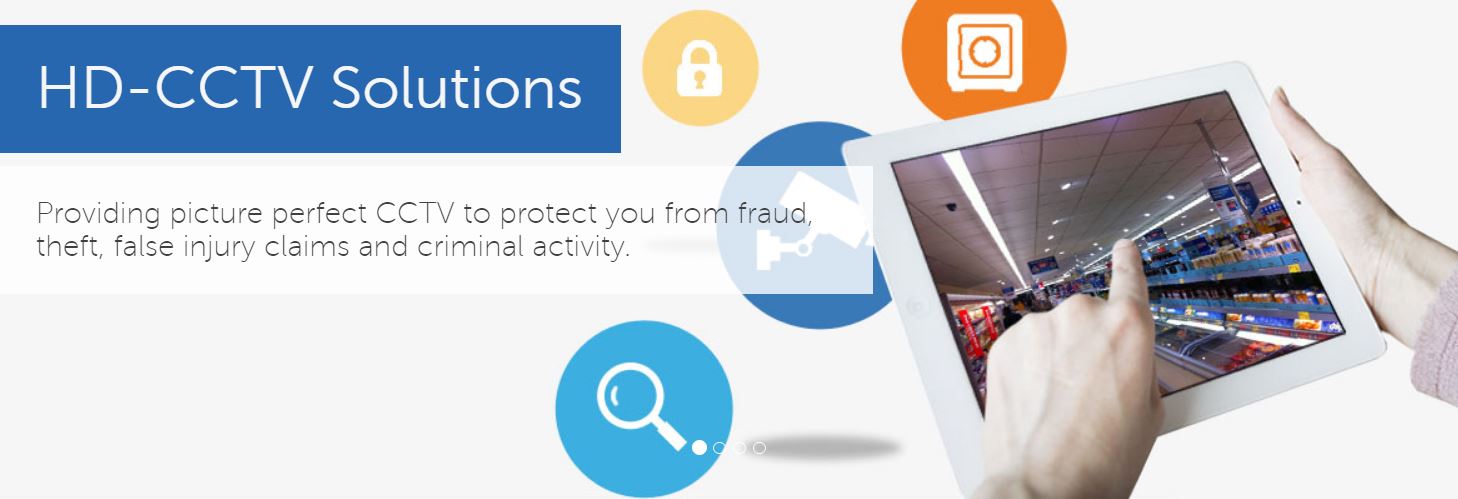 HD-CCTV Solutions
Providing picture perfect CCTV to protect you from fraud,
theft, false injury claims and criminal activity.